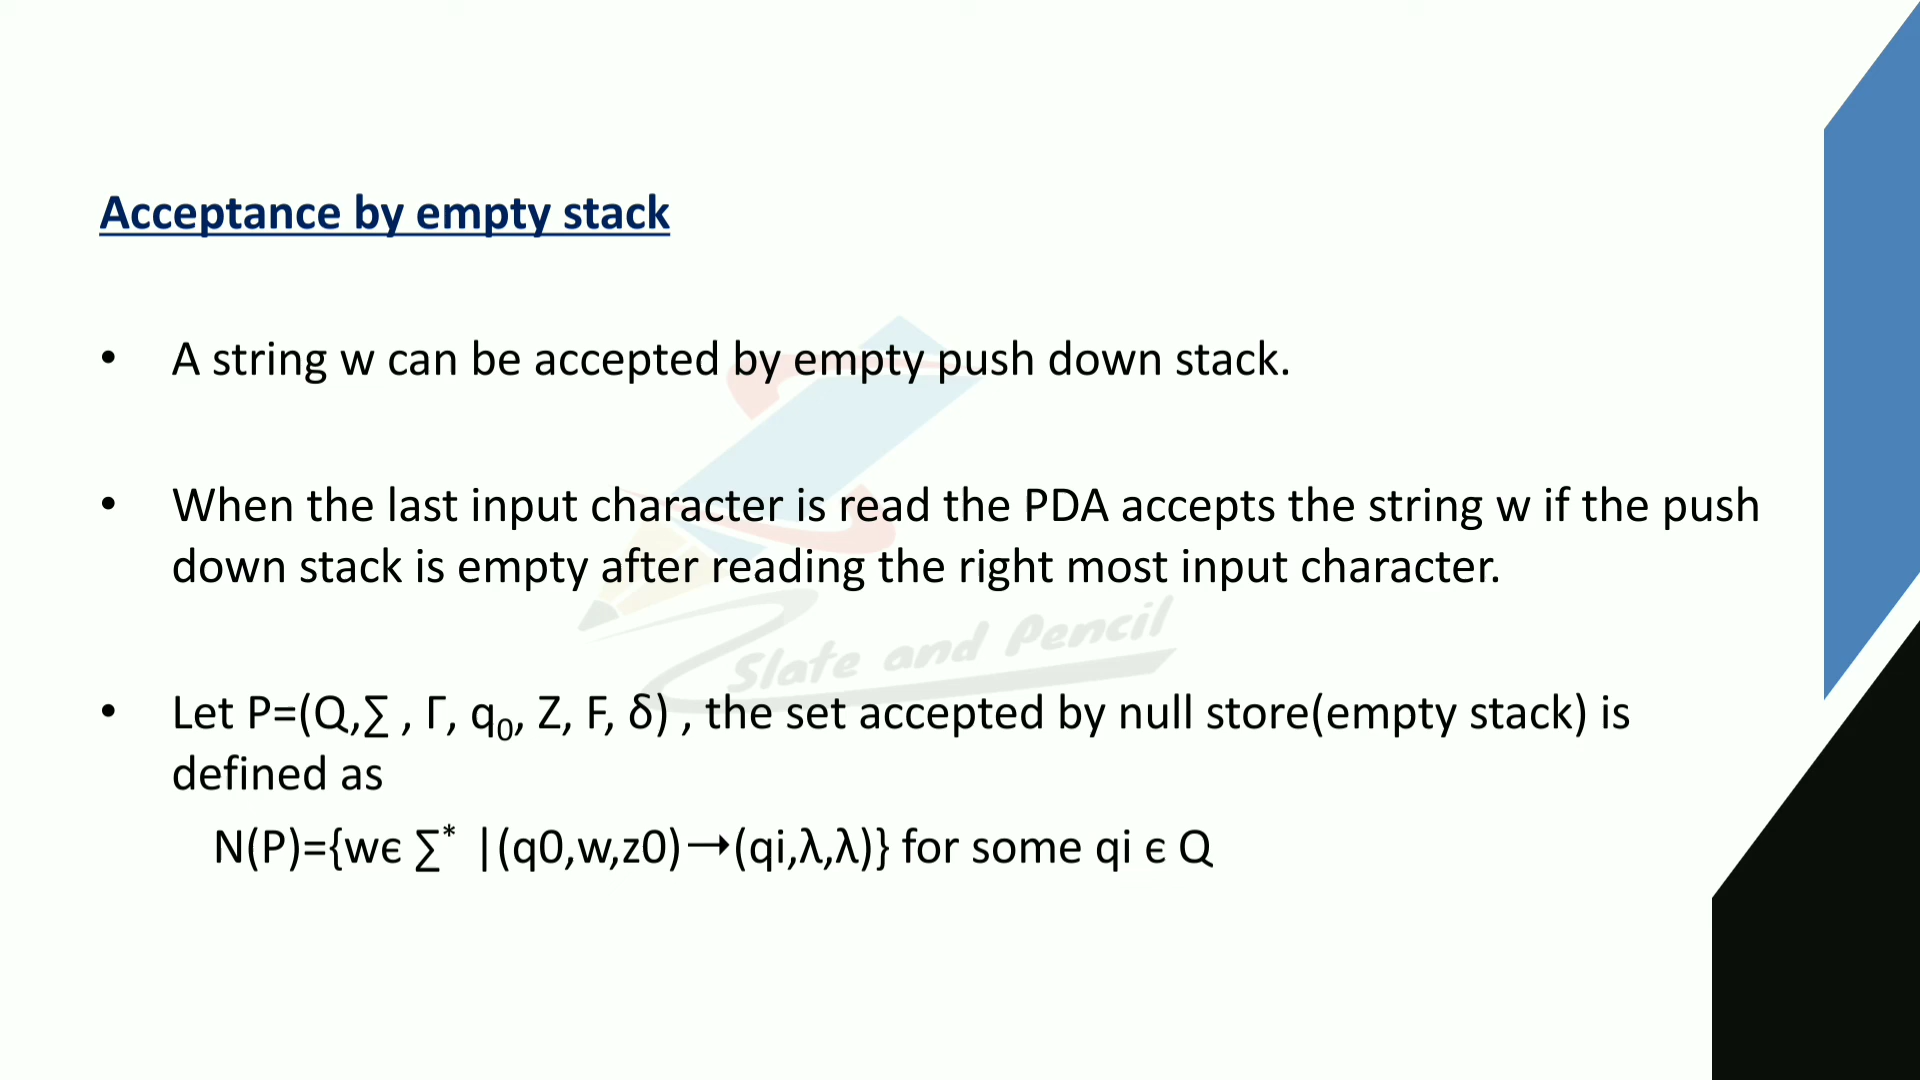 Acceptance by empty stack
• A string w can be accepted by empty push down stack.
• When the last input character is read the PDA accepts the string w if the push
down stack is empty after reading the right most input character.
• Let P=(Q,∑ , Γ, q₀, Z, F, δ) , the set accepted by null store(empty stack) is
defined as
N(P)={wϵ ∑* |(q0,w,z0)→(qi,λ,λ)} for some qi ϵ Q
Slate and Pencil